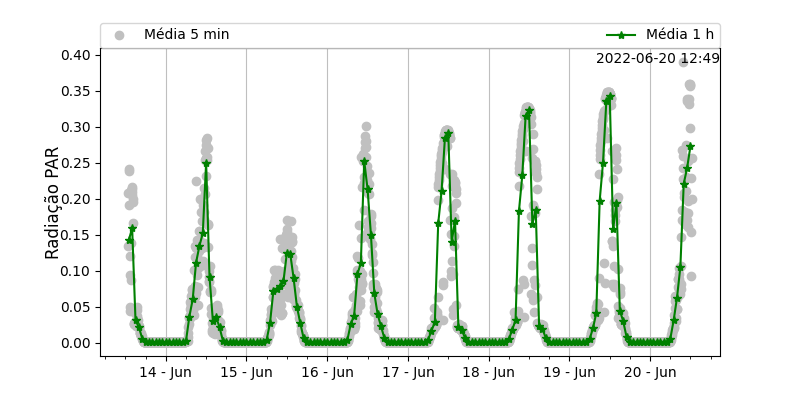 Média 5 min
Média 1 h
2022-06-20 12:49
Radiação PAR
0.40
0.35
0.30
0.25
0.20
0.15
0.10
0.05
0.00
14 - Jun
15 - Jun
16 - Jun
17 - Jun
18 - Jun
19 - Jun
20 - Jun